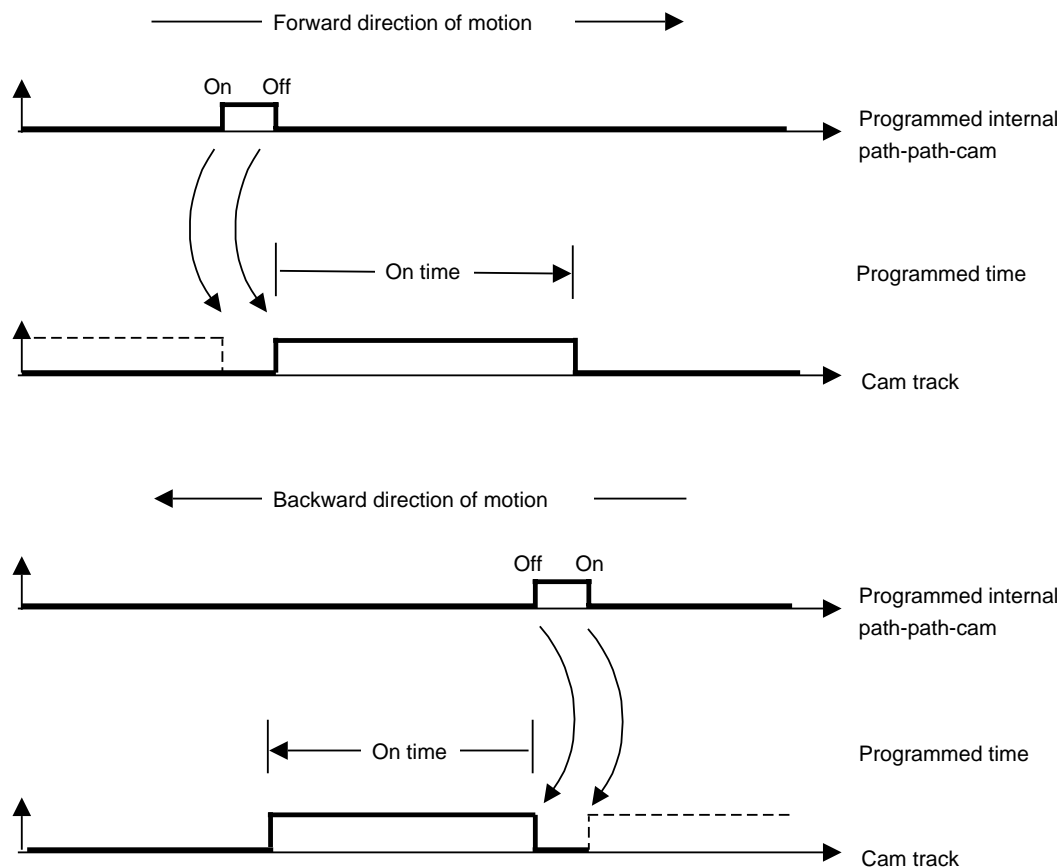 Forward direction of motion
On Off
Programmed internal
path-path-cam
On time
Programmed time
Cam track
Backward direction of motion
Off On
Programmed internal
path-path-cam
On time
Programmed time
Cam track